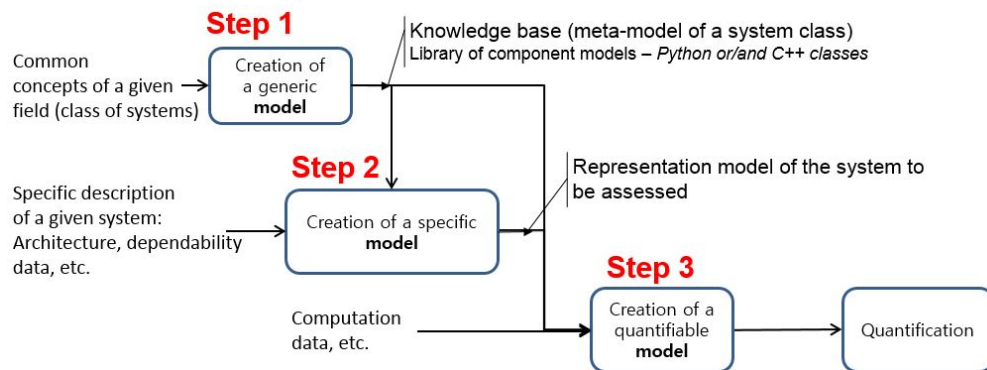 Step 1
Common
concepts of a given
field (class of systems)
Creation of
a generic
model
Knowledge base (meta-model of a system class)
Library of component models – Python or/and C++ classes
Step 2
Specific description
of a given system:
Architecture, dependability
data, etc.
Creation of a specific
model
Representation model of the system to
be assessed
Step 3
Computation
data, etc.
Creation of a
quantifiable
model
Quantification